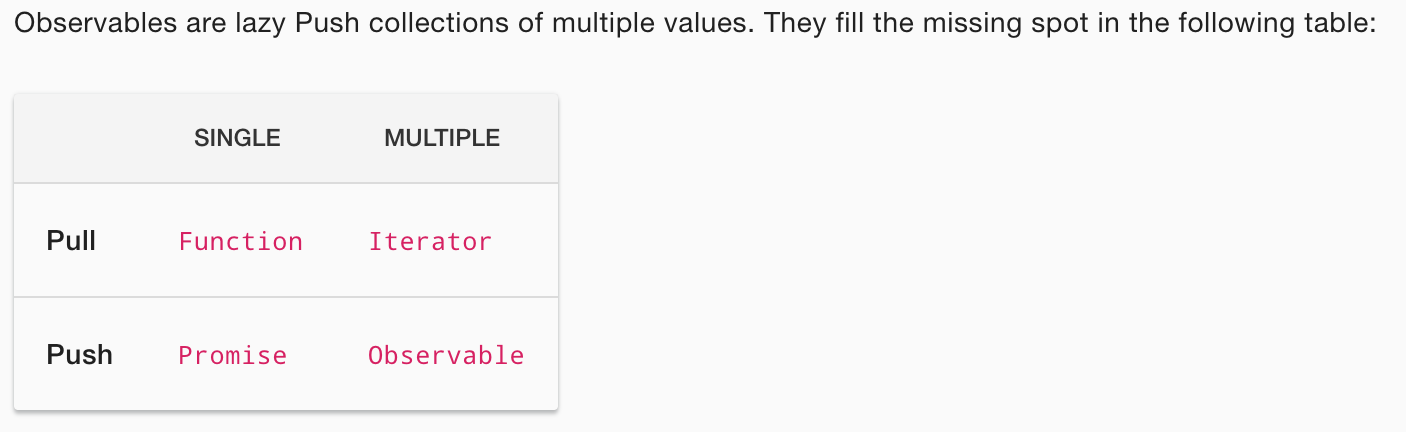 Observables are lazy Push collections of multiple values. They fill the missing spot in the following table:
SINGLE MULTIPLE
Pull Function Iterator
Push Promise Observable